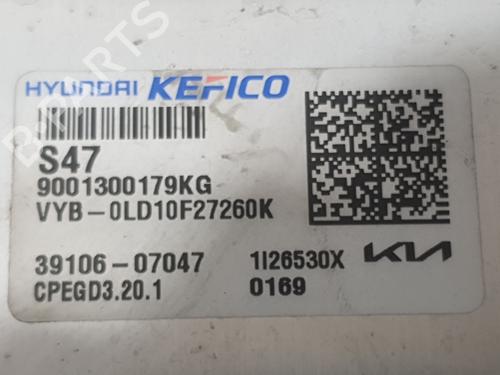 B-PARTS
HYUNDAI KEFICO
S47
9001300179KG
VYB-0LD10F27260K
39106-07047 1I26530X KIA
CPEGD3.20.1 0169